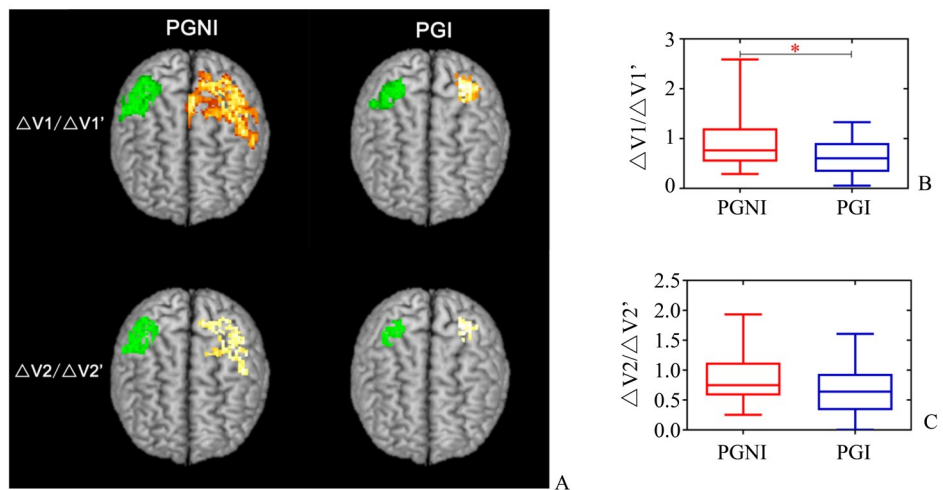 PGNI PGI
△V1/△V1’
△V2/△V2’
A
△V1/△V1’
3
2
1
0
*
PGNI PGI
B
△V2/△V2’
2.5
2.0
1.5
1.0
0.5
0.0
PGNI PGI
C